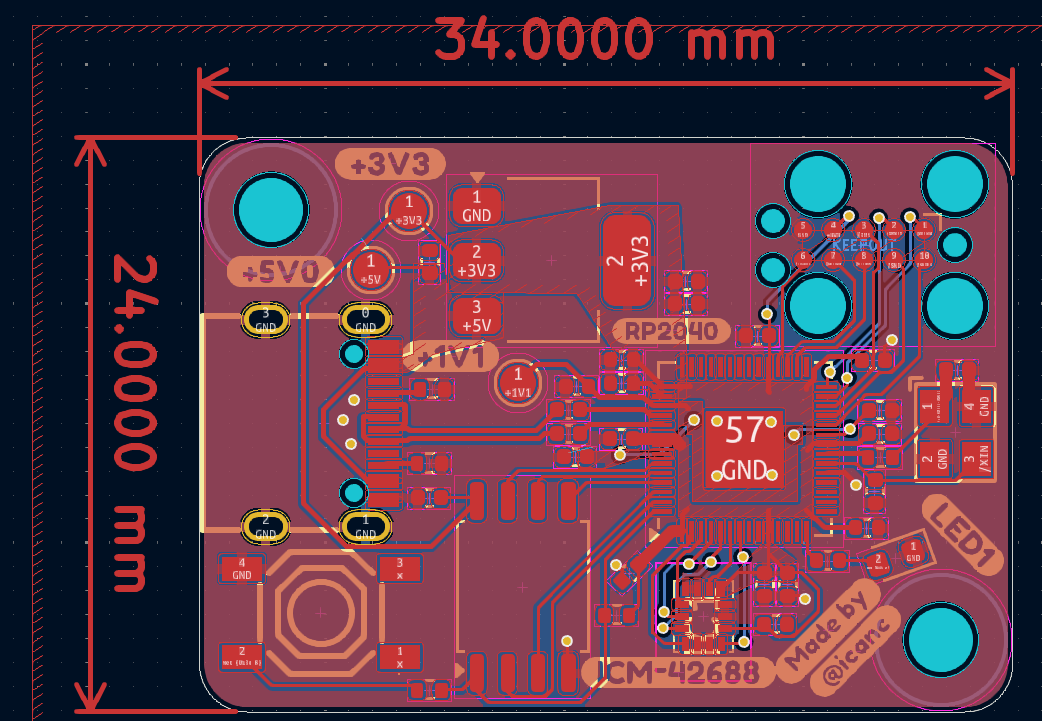 34.0000 mm
24.0000 mm
+3V3
1
+3V3
+5V0
1
+5V
1
GND
2
+3V3
3
+5V
2
+3V3
RP2040
KEEPOUT
5
4
3
2
1
6
7
8
9
10
3
GND
0
GND
+1V1
1
+1V1
57
GND
1
4
GND
2
GND
3
/XIN
2
GND
1
GND
LED1
2
1
GND
4
GND
3
x
2
1
x
ICM-42688
Made by
@icanc